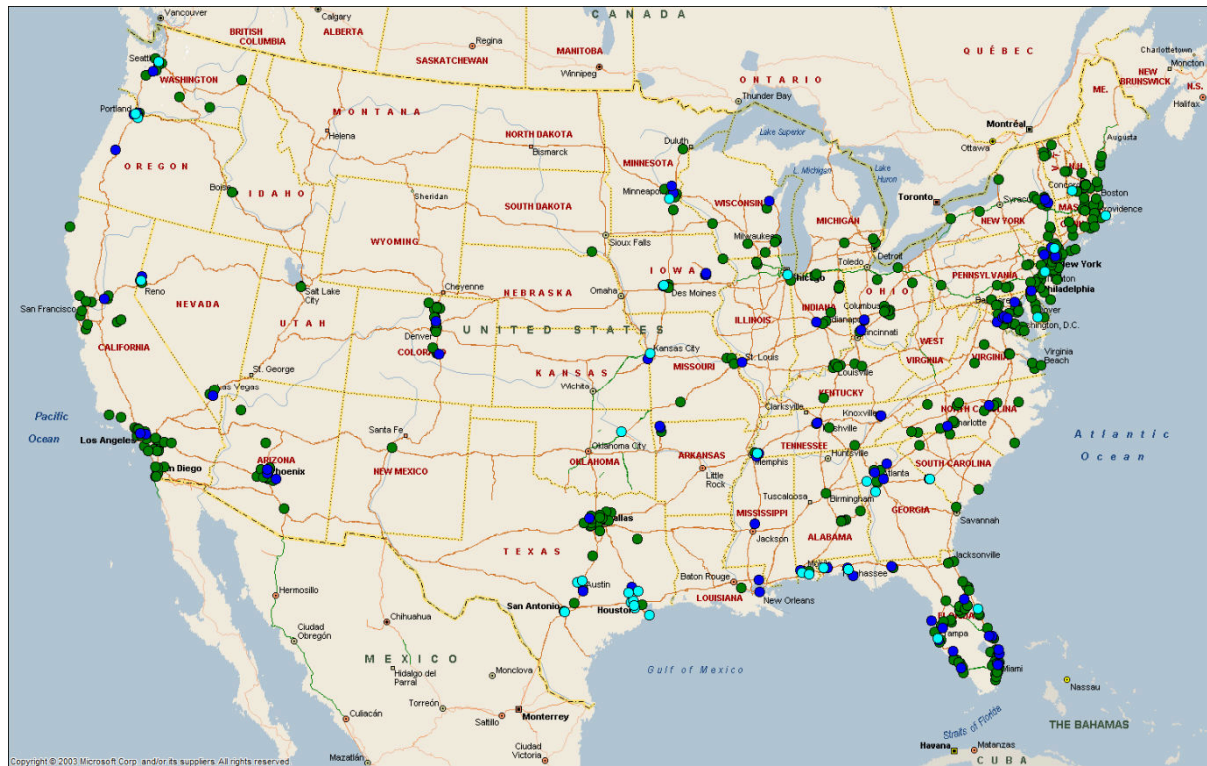 Vancouver
Calgary
CANADA
BRITISH
COLUMBIA
ALBERTA
Regina
SASKATCHEWAN
MANITOBA
Winnipeg
ONTARIO
QUÉBEC
Charlottetown
Moncton
NEW
BRUNSWICK
N.S.
Halifax
ME.
Thunder Bay
Montréal
Ottawa
Augusta
Lake Superior
Lake
Huron
L. Michigan
Toronto
WASHINGTON
Portland
MONTANA
Helena
NORTH DAKOTA
Bismarck
Duluth
MINNESOTA
OREGON
IDAHO
Boise
Sheridan
SOUTH DAKOTA
Sioux Falls
WISCONSIN
MICHIGAN
Detroit
Toledo
NEW YORK
N.H.
Boston
Providence
WYOMING
Cheyenne
NEBRASKA
Omaha
IOWA
Des Moines
Chicago
ILLINOIS
INDIANA
OHIO
Columbus
Cincinnati
PENNSYLVANIA
New York
Philadelphia
Washington, D.C.
WEST
VIRGINIA
VIRGINIA
Virginia
Beach
Reno
NEVADA
Salt Lake
City
UTAH
San Francisco
CALIFORNIA
St. George
Las Vegas
Denver
COLORADO
UNITED STATES
KANSAS
Kansas City
Wichita
MISSOURI
St. Louis
Louisville
KENTUCKY
Clarksville
Knoxville
Nashville
TENNESSEE
NORTH CAROLINA
Charlotte
SOUTH CAROLINA
Pacific
Ocean
Atlantic
Ocean
Los Angeles
San Diego
ARIZONA
Phoenix
Santa Fe
NEW MEXICO
Oklahoma City
OKLAHOMA
ARKANSAS
Little
Rock
Memphis
Huntsville
Atlanta
GEORGIA
Savannah
Tuscaloosa
Birmingham
MISSISSIPPI
Jackson
ALABAMA
Dallas
TEXAS
Austin
San Antonio
Houston
Baton Rouge
LOUISIANA
New Orleans
Jacksonville
Tampa
Miami
Hermosillo
Chihuahua
Ciudad
Obregón
MEXICO
Hidalgo del
Parral
Monclova
Gulf of Mexico
Culiacán
Torreón
Saltillo
Monterrey
Mazatlán
Ciudad
Victoria
Nassau
THE BAHAMAS
Straits of Florida
Havana
Matanzas
CUBA
Copyright © 2003 Microsoft Corp. and/or its suppliers. All rights reserved.